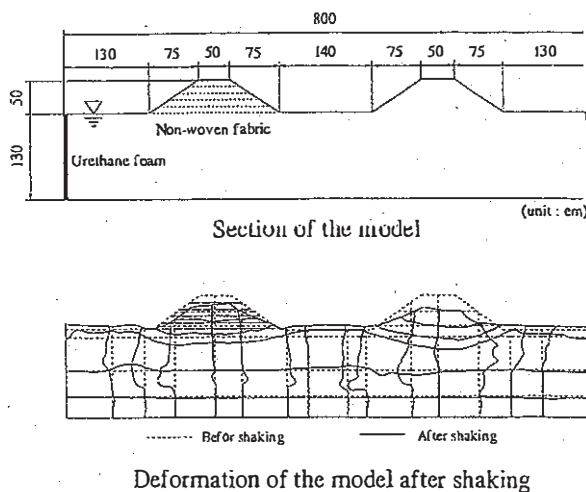 800
130 75 50 75 140 75 50 75 130
50
130
Non-woven fabric
Urethane foam
(unit : cm)
Section of the model
Befor shaking
After shaking
Deformation of the model after shaking